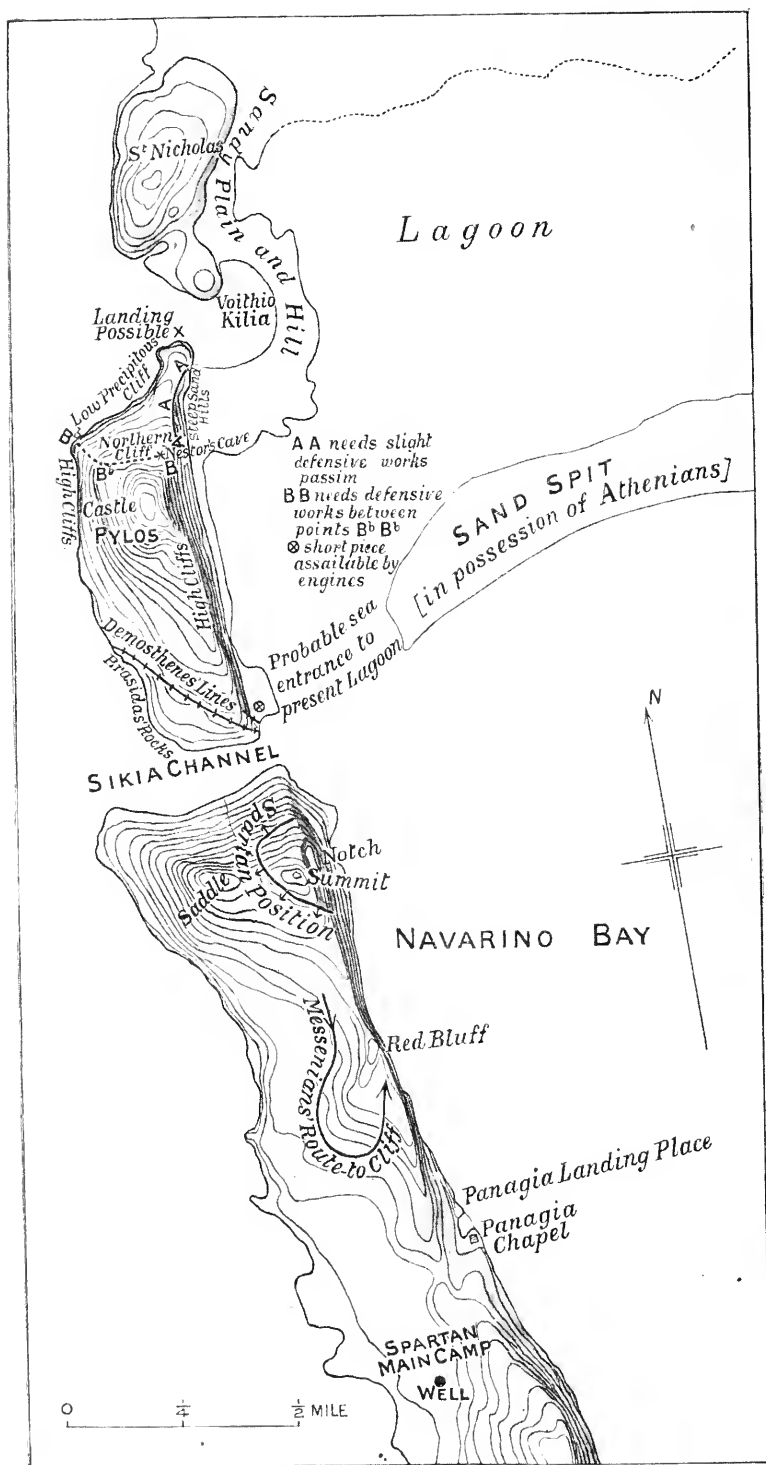 Sandy Plain and Hill
St Nicholas
Lagoon
Voithio
Kilia
Landing
Possible
Low Precipitous
Cliff
A
A
A
Steep Sand
Hills
B
Northern
Cliff
Nestor's Cave
Bb
B
High Cliffs
Castle
PYLOS
High Cliffs
A A needs slight
defensive works
passim
B B needs defensive
works between
points Bb Bb
⊗ short piece
assailable by
engines
SAND SPIT
[in possession of Athenians]
Probable sea
entrance to
present Lagoon
Demosthenes' Lines
Brasidas' Rocks
SIKIA CHANNEL
N
Spartan Position
Notch
Summit
Saddle
NAVARINO BAY
Messenians' Route to Cliff
Red Bluff
Panagia Landing Place
Panagia
Chapel
SPARTAN
MAIN CAMP
WELL
0 1/4 1/2 MILE